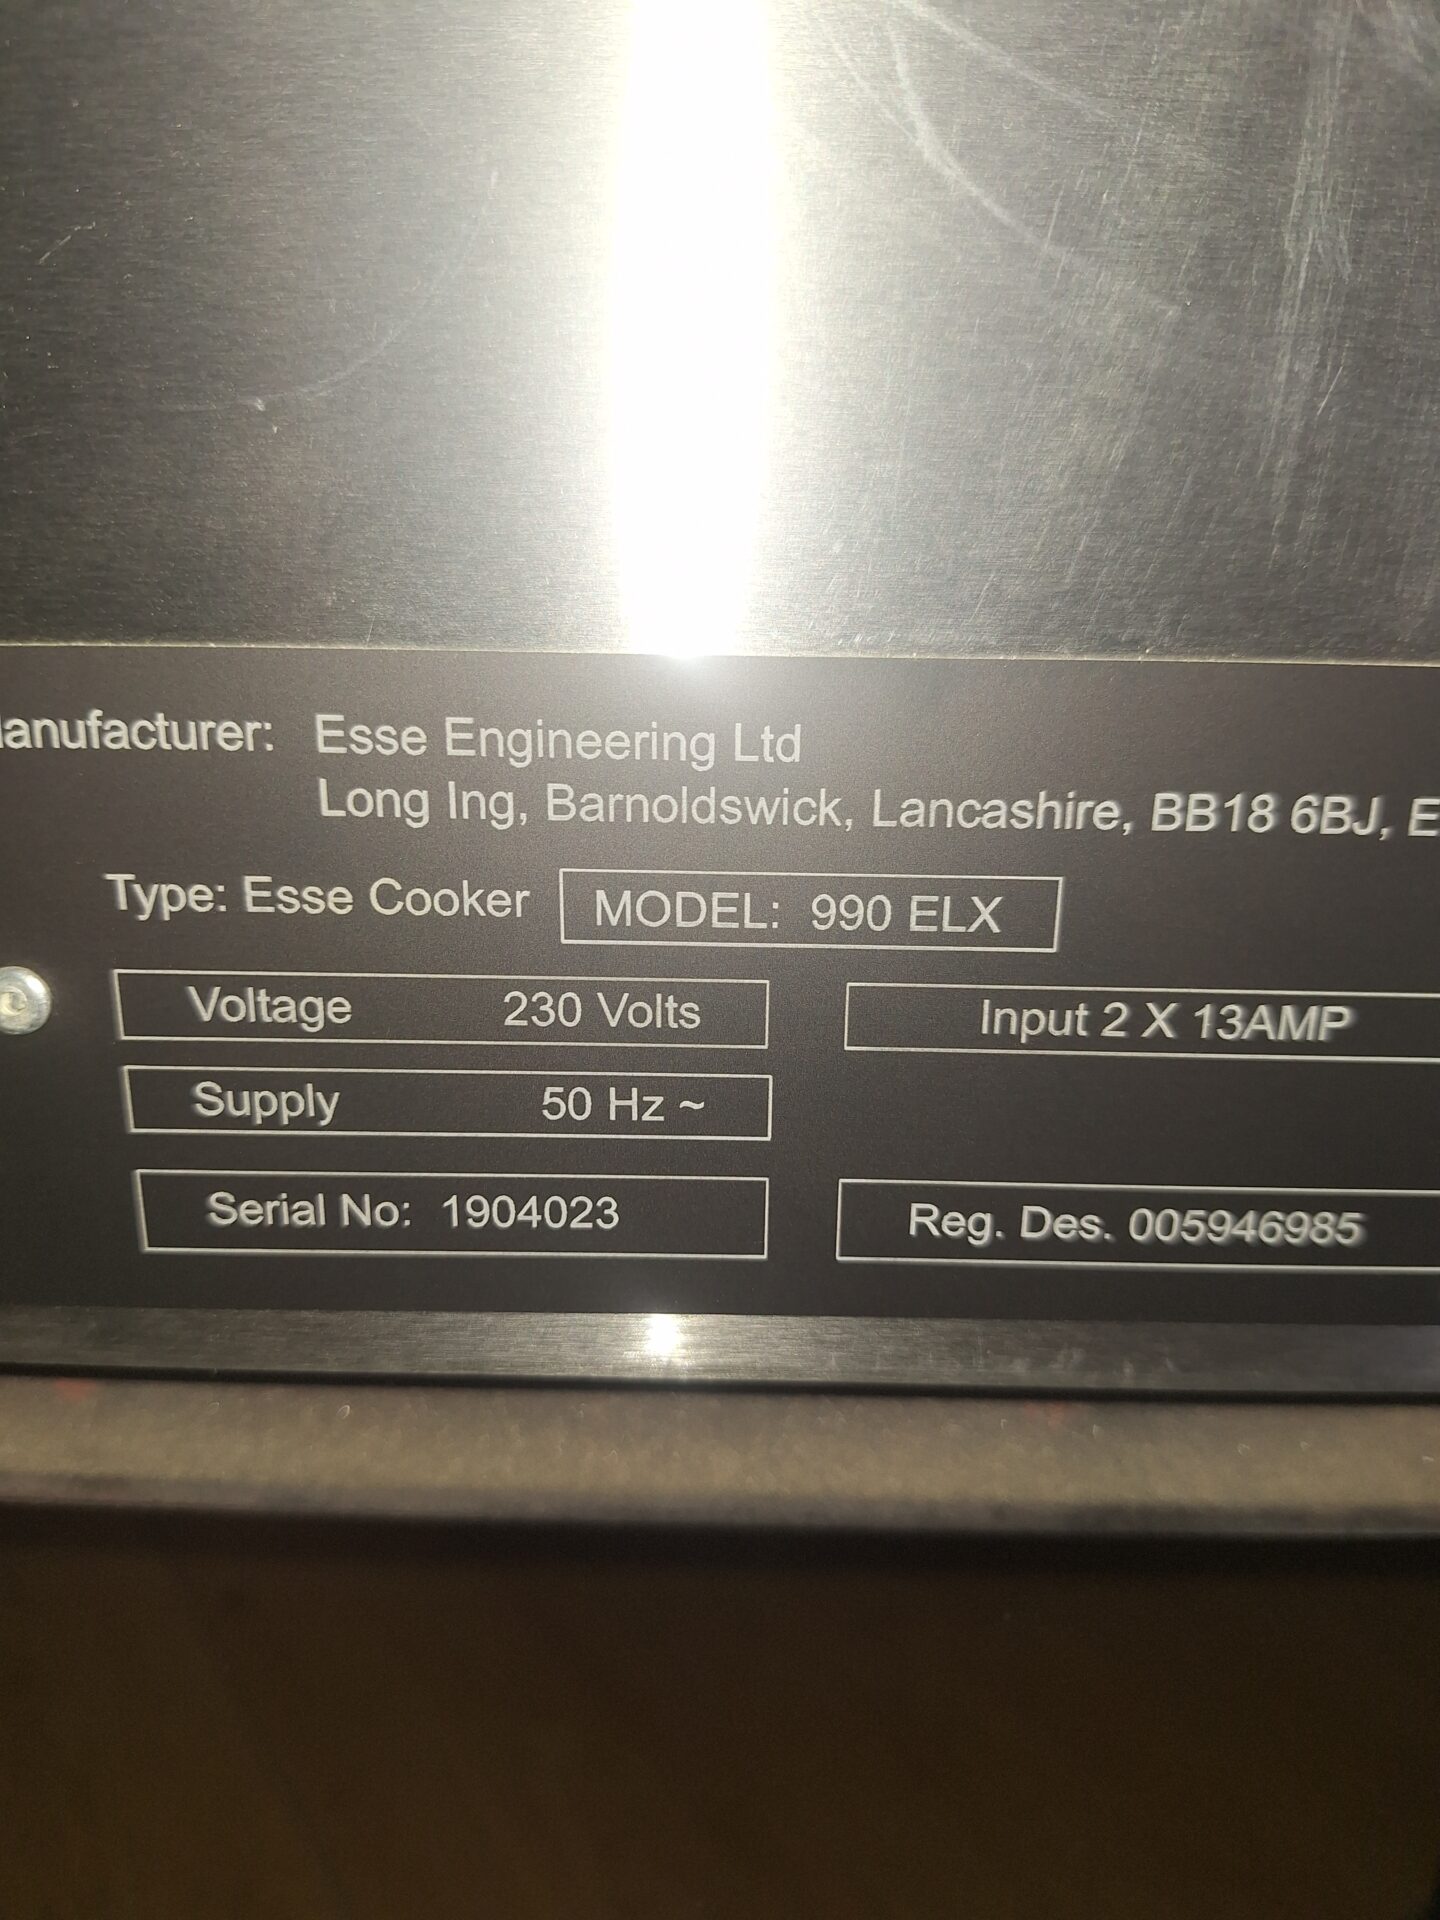 anufacturer: Esse Engineering Ltd
Long Ing, Barnoldswick, Lancashire, BB18 6BJ, E
Type: Esse Cooker MODEL: 990 ELX
Voltage 230 Volts Input 2 X 13AMP
Supply 50 Hz ~
Serial No: 1904023 Reg. Des. 005946985